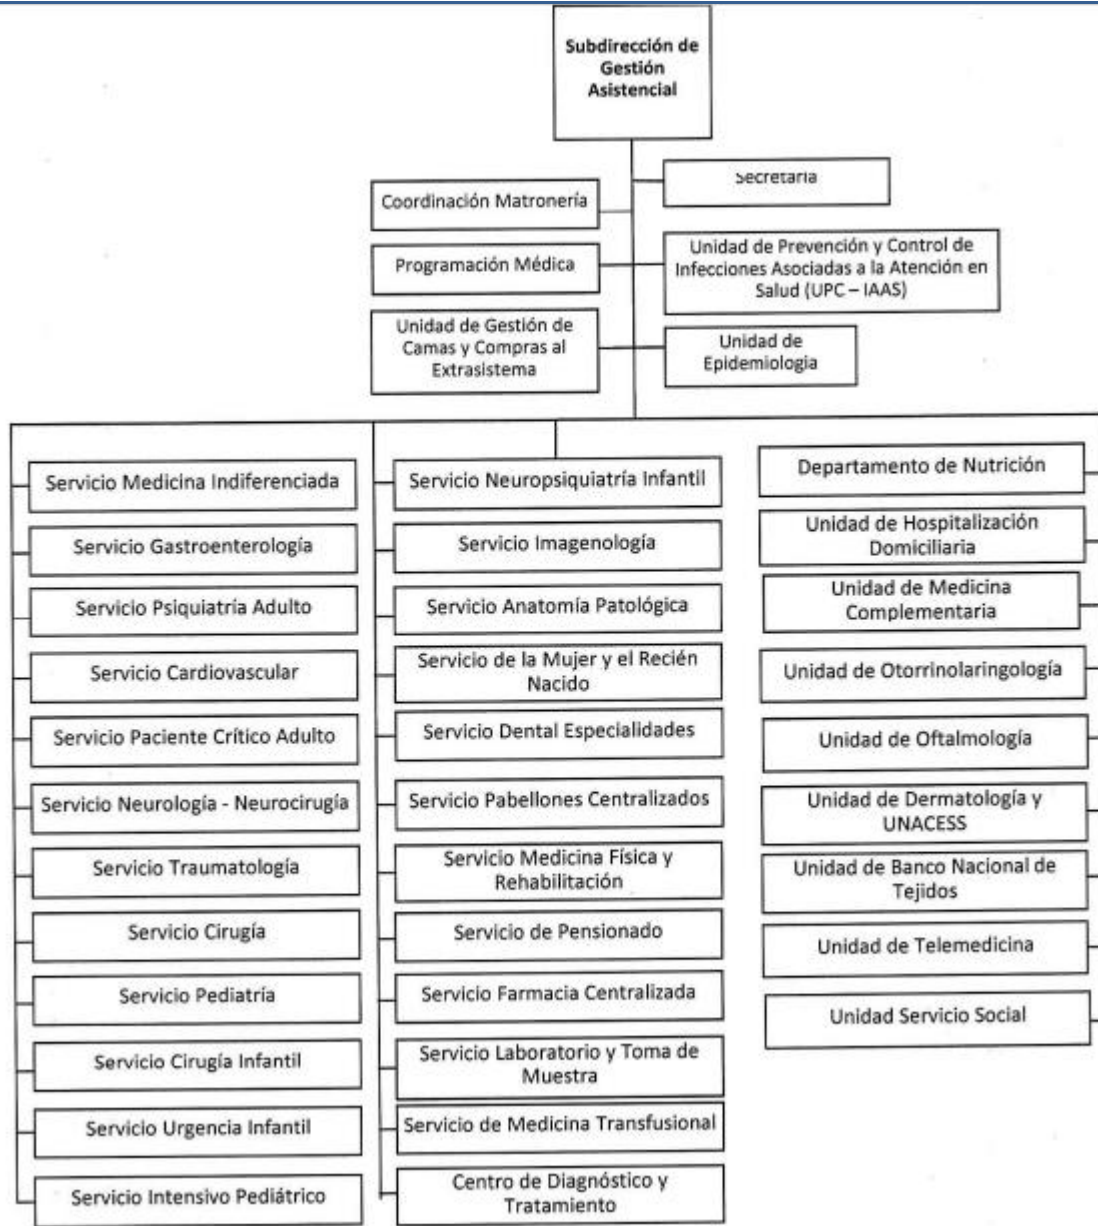 Subdirección de
Gestión
Asistencial
Secretaria
Coordinación Matronería
Unidad de Prevención y Control de
Infecciones Asociadas a la Atención en
Salud (UPC – IAAS)
Programación Médica
Unidad de Gestión de
Camas y Compras al
Extrasistema
Unidad de
Epidemiologia
Servicio Medicina Indiferenciada
Servicio Gastroenterología
Servicio Psiquiatría Adulto
Servicio Cardiovascular
Servicio Paciente Crítico Adulto
Servicio Neurología - Neurocirugía
Servicio Traumatología
Servicio Cirugía
Servicio Pediatría
Servicio Cirugía Infantil
Servicio Urgencia Infantil
Servicio Intensivo Pediátrico
Servicio Neuropsiquiatría Infantil
Servicio Imagenología
Servicio Anatomía Patológica
Servicio de la Mujer y el Recién
Nacido
Servicio Dental Especialidades
Servicio Pabellones Centralizados
Servicio Medicina Física y
Rehabilitación
Servicio de Pensionado
Servicio Farmacia Centralizada
Servicio Laboratorio y Toma de
Muestra
Servicio de Medicina Transfusional
Centro de Diagnóstico y
Tratamiento
Departamento de Nutrición
Unidad de Hospitalización
Domiciliaria
Unidad de Medicina
Complementaria
Unidad de Otorrinolaringología
Unidad de Oftalmología
Unidad de Dermatología y
UNACESS
Unidad de Banco Nacional de
Tejidos
Unidad de Telemedicina
Unidad Servicio Social